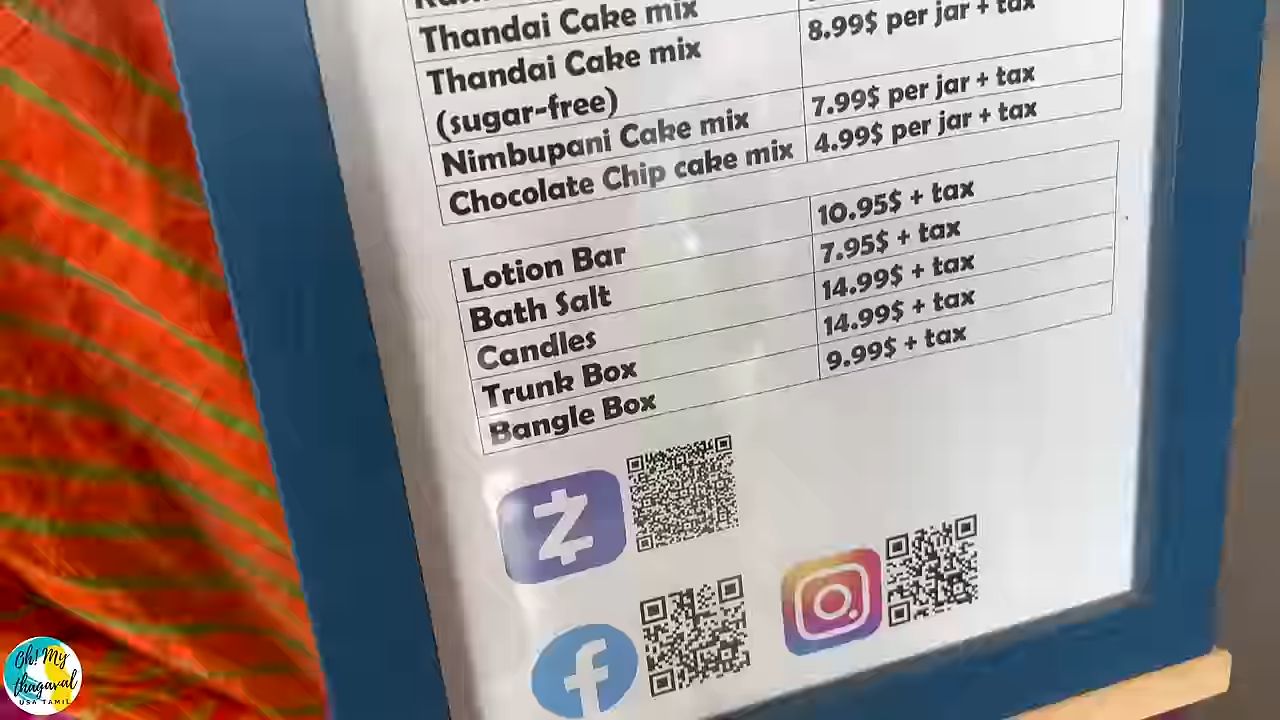 Thandai Cake mix
Thandai Cake mix 8.99$ per jar + tax
(sugar-free)
Nimbupani Cake mix 7.99$ per jar + tax
Chocolate Chip cake mix 4.99$ per jar + tax
Lotion Bar 10.95$ + tax
Bath Salt 7.95$ + tax
Candles 14.99$ + tax
Trunk Box 14.99$ + tax
Bangle Box 9.99$ + tax
Oh! My
thagaval
USA TAMIL